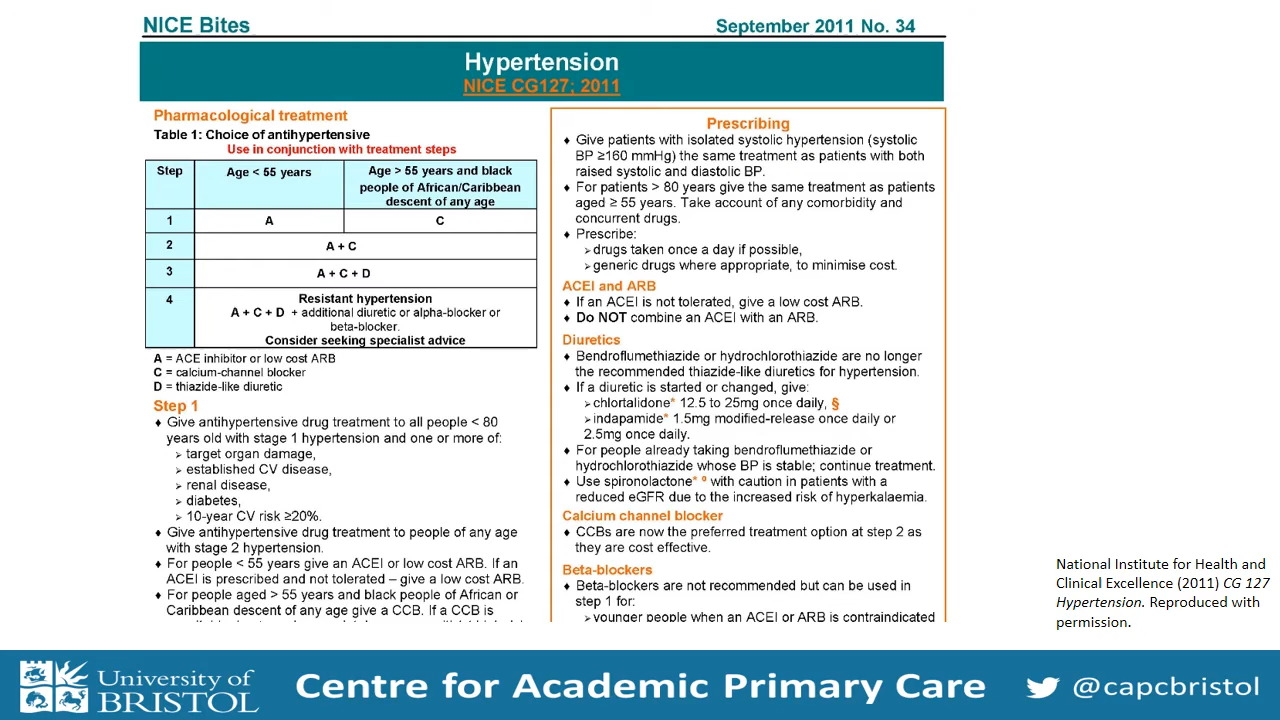 NICE Bites
September 2011 No. 34
Hypertension
NICE CG127; 2011
Pharmacological treatment
Table 1: Choice of antihypertensive
Use in conjunction with treatment steps
Step
Age < 55 years
Age > 55 years and black
people of African/Caribbean
descent of any age
1
A
C
2
A + C
3
A + C + D
4
Resistant hypertension
A + C + D + additional diuretic or alpha-blocker or
beta-blocker.
Consider seeking specialist advice
A = ACE inhibitor or low cost ARB
C = calcium-channel blocker
D = thiazide-like diuretic
Step 1
♦ Give antihypertensive drug treatment to all people < 80
years old with stage 1 hypertension and one or more of:
➢ target organ damage,
➢ established CV disease,
➢ renal disease,
➢ diabetes,
➢ 10-year CV risk ≥20%.
♦ Give antihypertensive drug treatment to people of any age
with stage 2 hypertension.
♦ For people < 55 years give an ACEI or low cost ARB. If an
ACEI is prescribed and not tolerated – give a low cost ARB.
♦ For people aged > 55 years and black people of African or
Caribbean descent of any age give a CCB. If a CCB is
Prescribing
♦ Give patients with isolated systolic hypertension (systolic
BP ≥160 mmHg) the same treatment as patients with both
raised systolic and diastolic BP.
♦ For patients > 80 years give the same treatment as patients
aged ≥ 55 years. Take account of any comorbidity and
concurrent drugs.
♦ Prescribe:
➢ drugs taken once a day if possible,
➢ generic drugs where appropriate, to minimise cost.
ACEI and ARB
♦ If an ACEI is not tolerated, give a low cost ARB.
♦ Do NOT combine an ACEI with an ARB.
Diuretics
♦ Bendroflumethiazide or hydrochlorothiazide are no longer
the recommended thiazide-like diuretics for hypertension.
♦ If a diuretic is started or changed, give:
➢ chlortalidone* 12.5 to 25mg once daily, §
➢ indapamide* 1.5mg modified-release once daily or
2.5mg once daily.
♦ For people already taking bendroflumethiazide or
hydrochlorothiazide whose BP is stable; continue treatment.
♦ Use spironolactone* º with caution in patients with a
reduced eGFR due to the increased risk of hyperkalaemia.
Calcium channel blocker
♦ CCBs are now the preferred treatment option at step 2 as
they are cost effective.
Beta-blockers
♦ Beta-blockers are not recommended but can be used in
step 1 for:
➢ younger people when an ACEI or ARB is contraindicated
National Institute for Health and
Clinical Excellence (2011) CG 127
Hypertension. Reproduced with
permission.
University of
BRISTOL
Centre for Academic Primary Care
@capcbristol